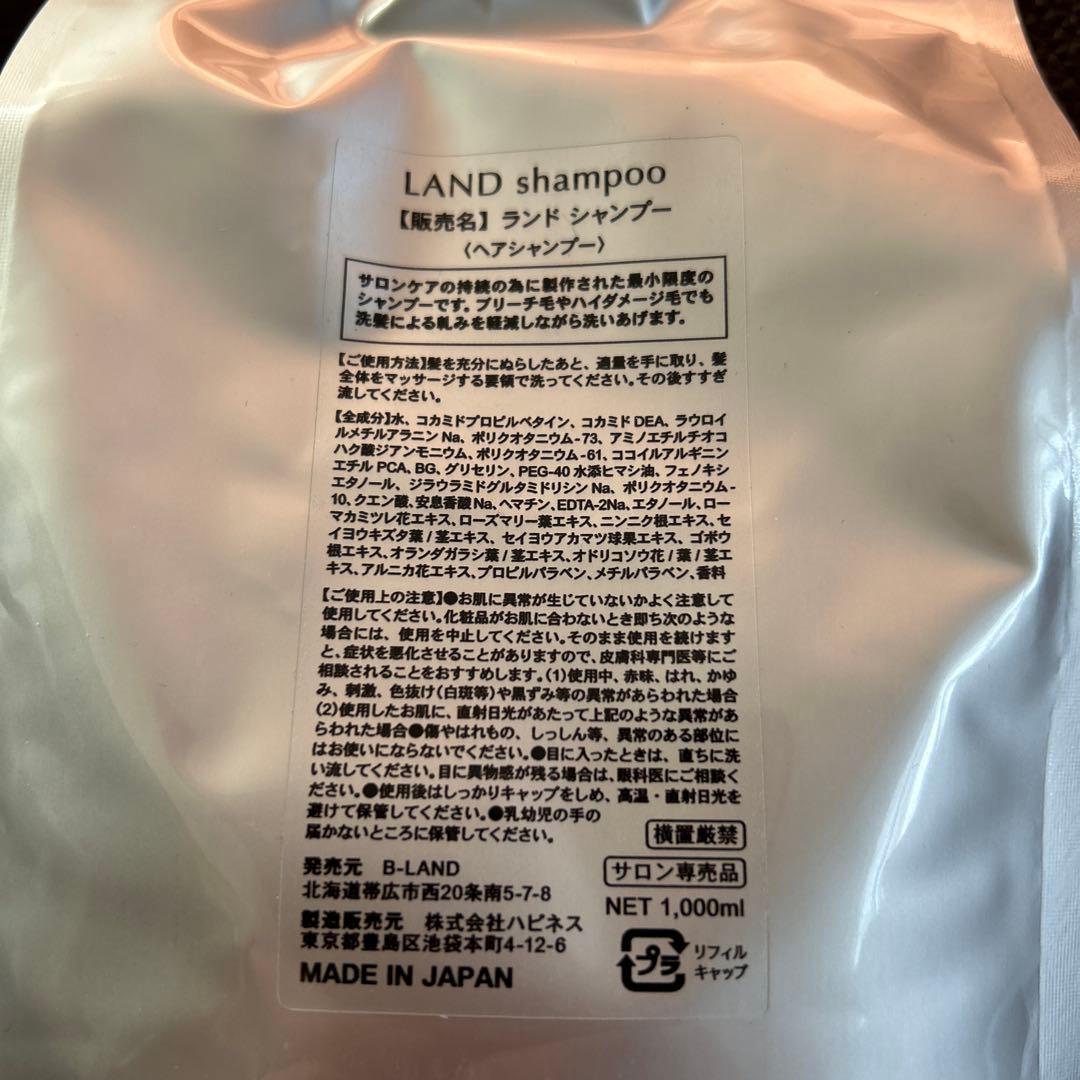 LAND shampoo
【販売名】ランド シャンプー
〈ヘアシャンプー〉
サロンケアの持続の為に製作された最小限度の
シャンプーです。ブリーチ毛やハイダメージ毛でも
洗髪による軋みを軽減しながら洗いあげます。
【ご使用方法】髪を充分にぬらしたあと、適量を手に取り、髪
全体をマッサージする要領で洗ってください。その後すすぎ
流してください。
【全成分】水、コカミドプロピルベタイン、コカミドDEA、ラウロイ
ルメチルアラニンNa、ポリクオタニウム-73、アミノエチルチオコ
ハク酸ジアンモニウム、ポリクオタニウム-61、ココイルアルギニン
エチルPCA、BG、グリセリン、PEG-40水添ヒマシ油、フェノキシ
エタノール、ジラウラミドグルタミドリシンNa、ポリクオタニウム-
10、クエン酸、安息香酸Na、ヘマチン、EDTA-2Na、エタノール、ロー
マカミツレ花エキス、ローズマリー葉エキス、ニンニク根エキス、セ
イヨウキズタ葉/茎エキス、セイヨウアカマツ球果エキス、ゴボウ
根エキス、オランダガラシ葉/茎エキス、オドリコソウ花/葉/茎エ
キス、アルニカ花エキス、プロピルパラベン、メチルパラベン、香料
【ご使用上の注意】●お肌に異常が生じていないかよく注意して
使用してください。化粧品がお肌に合わないとき即ち次のような
場合には、使用を中止してください。そのまま使用を続けます
と、症状を悪化させることがありますので、皮膚科専門医等にご
相談されることをおすすめします。(1)使用中、赤味、はれ、かゆ
み、刺激、色抜け(白斑等)や黒ずみ等の異常があらわれた場合
(2)使用したお肌に、直射日光があたって上記のような異常があ
らわれた場合●傷やはれもの、しっしん等、異常のある部位に
はお使いにならないでください。●目に入ったときは、直ちに洗
い流してください。目に異物感が残る場合は、眼科医にご相談く
ださい。●使用後はしっかりキャップをしめ、高温・直射日光を
避けて保管してください。●乳幼児の手の
届かないところに保管してください。
横置厳禁
発売元 B-LAND
北海道帯広市西20条南5-7-8
サロン専売品
製造販売元 株式会社ハピネス
東京都豊島区池袋本町4-12-6
NET 1,000ml
MADE IN JAPAN
プラ
リフィル
キャップ